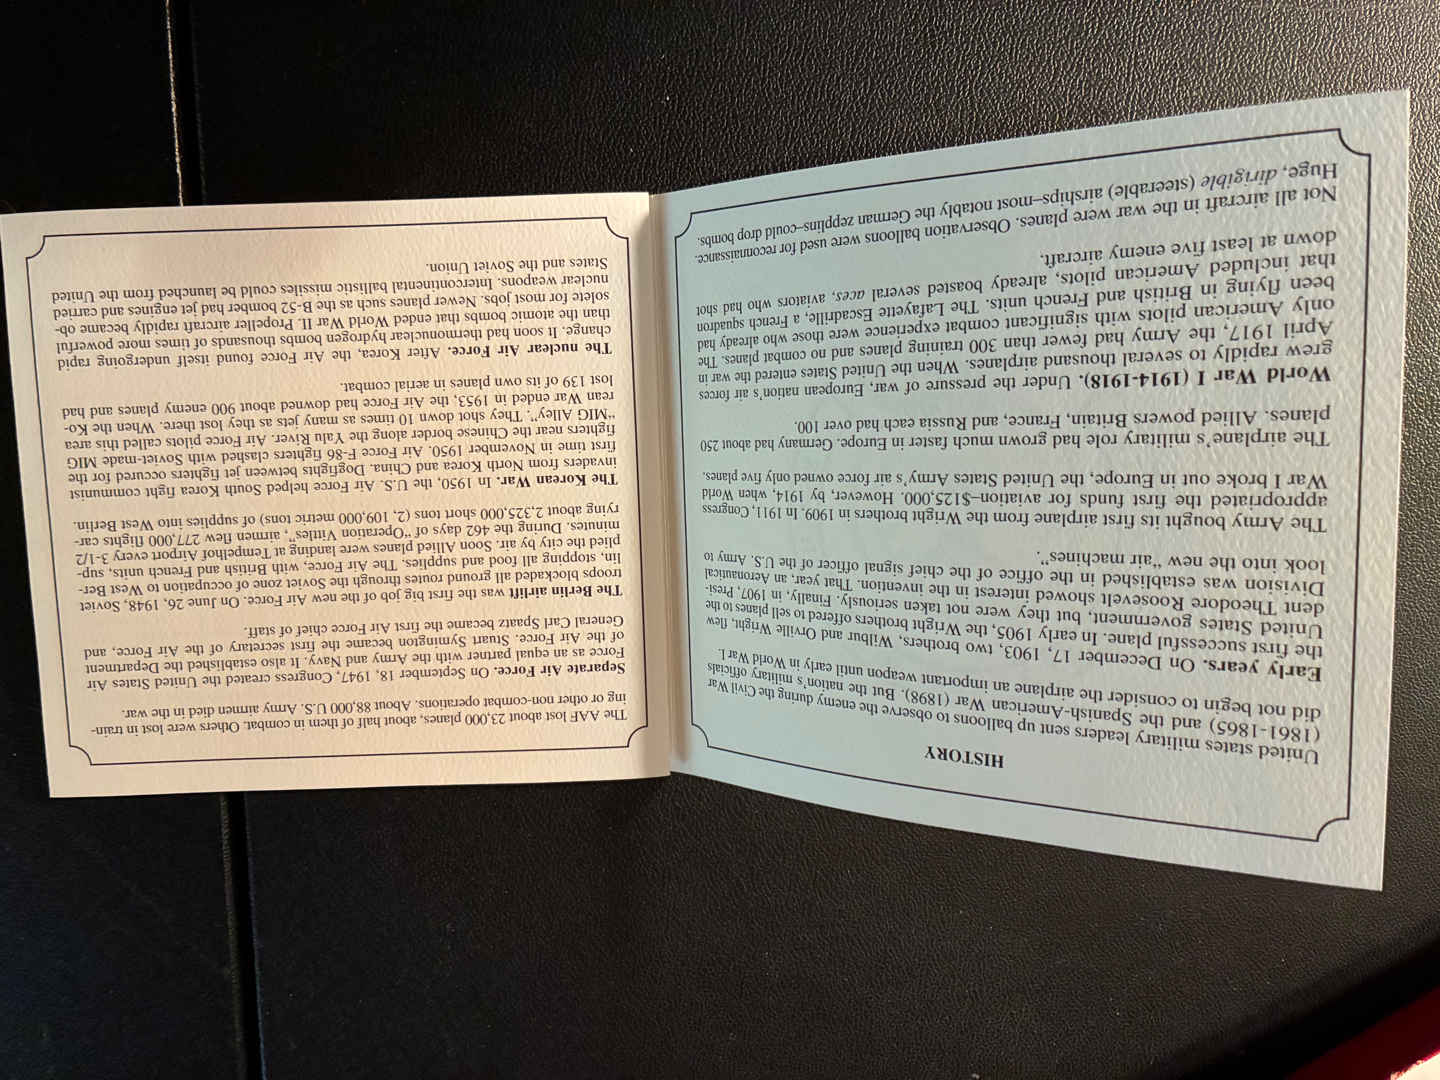 HISTORY
United states military leaders sent up balloons to observe the enemy during the Civil War
(1861-1865) and the Spanish-American War (1898). But the nation's military officials
did not begin to consider the airplane an important weapon until early in World War I.
Early years. On December 17, 1903, two brothers, Wilbur and Orville Wright, flew
the first successful plane. In early 1905, the Wright brothers offered to sell planes to the
United States government, but they were not taken seriously. Finally, in 1907, Presi-
dent Theodore Roosevelt showed interest in the invention. That year, an Aeronautical
Division was established in the office of the chief signal officer of the U.S. Army to
look into the new “air machines”.
The Army bought its first airplane from the Wright brothers in 1909. In 1911, Congress
appropriated the first funds for aviation–$125,000. However, by 1914, when World
War I broke out in Europe, the United States Army's air force owned only five planes.
The airplane's military role had grown much faster in Europe. Germany had about 250
planes. Allied powers Britain, France, and Russia each had over 100.
World War I (1914-1918). Under the pressure of war, European nation's air forces
grew rapidly to several thousand airplanes. When the United States entered the war in
April 1917, the Army had fewer than 300 training planes and no combat planes. The
only American pilots with significant combat experience were those who already had
been flying in British and French units. The Lafayette Escadrille, a French squadron
that included American pilots, already boasted several aces, aviators who had shot
down at least five enemy aircraft.
Not all aircraft in the war were planes. Observation balloons were used for reconnaissance.
Huge, dirigible (steerable) airships–most notably the German zepplins–could drop bombs.
The AAF lost about 23,000 planes, about half of them in combat. Others were lost in train-
ing or other non-combat operations. About 88,000 U.S. Army airmen died in the war.
Separate Air Force. On September 18, 1947, Congress created the United States Air
Force as an equal partner with the Army and Navy. It also established the Department
of the Air Force. Stuart Symington became the first secretary of the Air Force, and
General Carl Spaatz became the first Air Force chief of staff.
The Berlin airlift was the first big job of the new Air Force. On June 26, 1948, Soviet
troops blockaded all ground routes through the Soviet zone of occupation to West Ber-
lin, stopping all food and supplies. The Air Force, with British and French units, sup-
plied the city by air. Soon Allied planes were landing at Tempelhof Airport every 3-1/2
minutes. During the 462 days of “Operation Vittles”, airmen flew 277,000 flights car-
rying about 2,325,000 short tons (2, 109,000 metric tons) of supplies into West Berlin.
The Korean War. In 1950, the U.S. Air Force helped South Korea fight communist
invaders from North Korea and China. Dogfights between jet fighters occured for the
first time in November 1950. Air Force F-86 fighters clashed with Soviet-made MIG
fighters near the Chinese border along the Yalu River. Air Force pilots called this area
“MIG Alley”. They shot down 10 times as many jets as they lost there. When the Ko-
rean War ended in 1953, the Air Force had downed about 900 enemy planes and had
lost 139 of its own planes in aerial combat.
The nuclear Air Force. After Korea, the Air Force found itself undergoing rapid
change. It soon had thermonuclear hydrogen bombs thousands of times more powerful
than the atomic bombs that ended World War II. Propeller aircraft rapidly became ob-
solete for most jobs. Newer planes such as the B-52 bomber had jet engines and carried
nuclear weapons. Intercontinental ballistic missiles could be launched from the United
States and the Soviet Union.